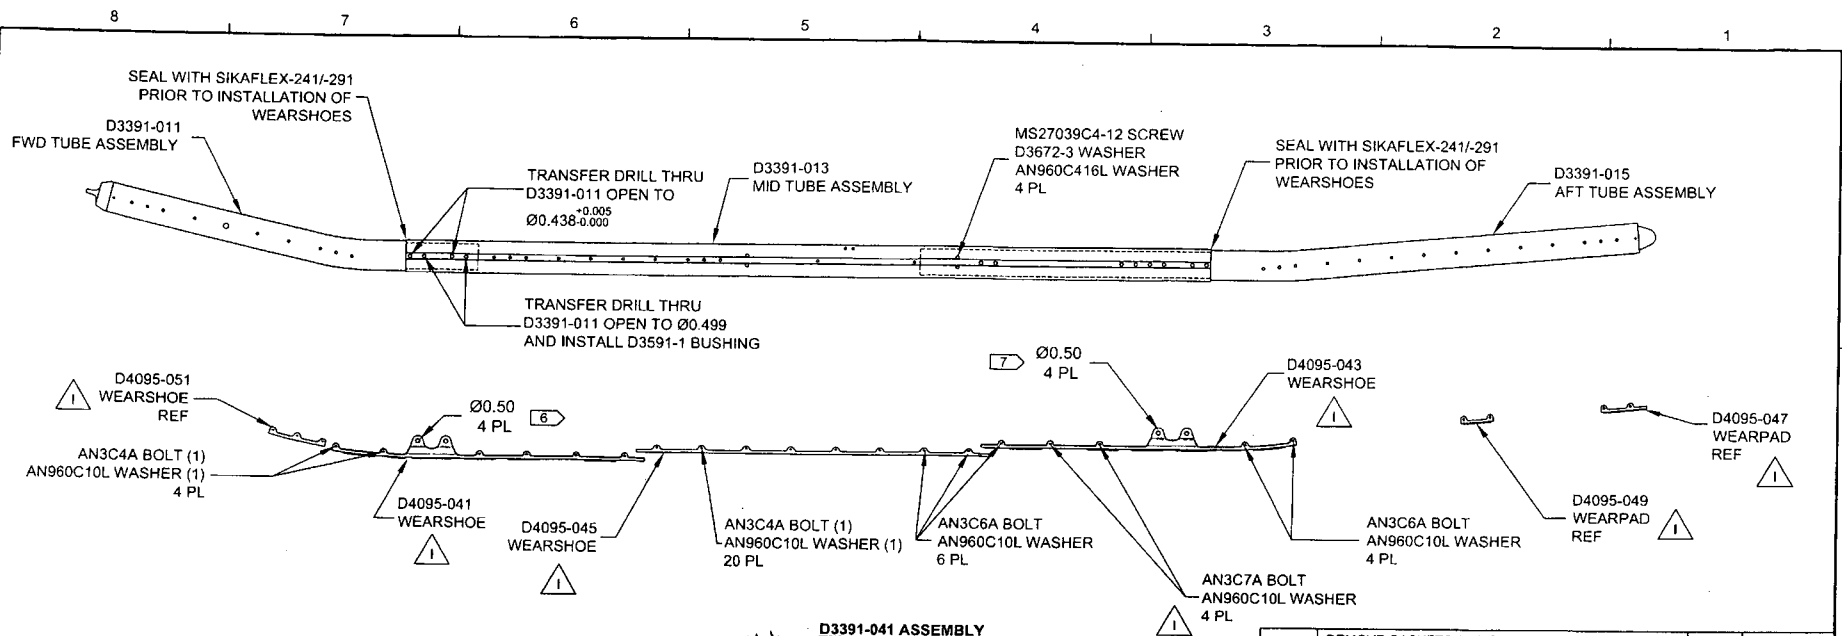 8 7 6 5 4 3 2 1
SEAL WITH SIKAFLEX-241/-291
PRIOR TO INSTALLATION OF
WEARSHOES
D3391-011
FWD TUBE ASSEMBLY
TRANSFER DRILL THRU
D3391-011 OPEN TO
Ø0.438 +0.005 -0.000
D3391-013
MID TUBE ASSEMBLY
MS27039C4-12 SCREW
D3672-3 WASHER
AN960C416L WASHER
4 PL
SEAL WITH SIKAFLEX-241/-291
PRIOR TO INSTALLATION OF
WEARSHOES
D3391-015
AFT TUBE ASSEMBLY
TRANSFER DRILL THRU
D3391-011 OPEN TO Ø0.499
AND INSTALL D3591-1 BUSHING
D4095-051
WEARSHOE
REF
1
Ø0.50
4 PL
6
7
Ø0.50
4 PL
D4095-043
WEARSHOE
1
D4095-047
WEARPAD
REF
1
AN3C4A BOLT (1)
AN960C10L WASHER (1)
4 PL
D4095-041
WEARSHOE
1
D4095-045
WEARSHOE
1
AN3C4A BOLT (1)
AN960C10L WASHER (1)
20 PL
AN3C6A BOLT
AN960C10L WASHER
6 PL
AN3C7A BOLT
AN960C10L WASHER
4 PL
1
AN3C6A BOLT
AN960C10L WASHER
4 PL
D4095-049
WEARPAD
REF
1
D3391-041 ASSEMBLY